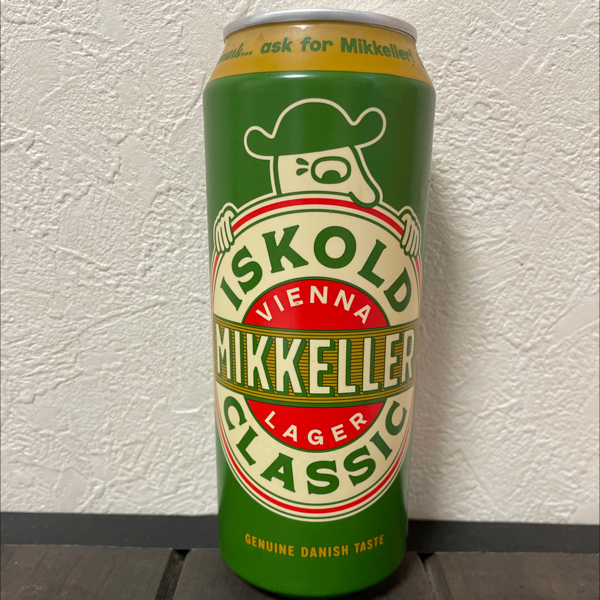 ask for Mikkeller!
ISKOLD
VIENNA
MIKKELLER
LAGER
CLASSIC
GENUINE DANISH TASTE